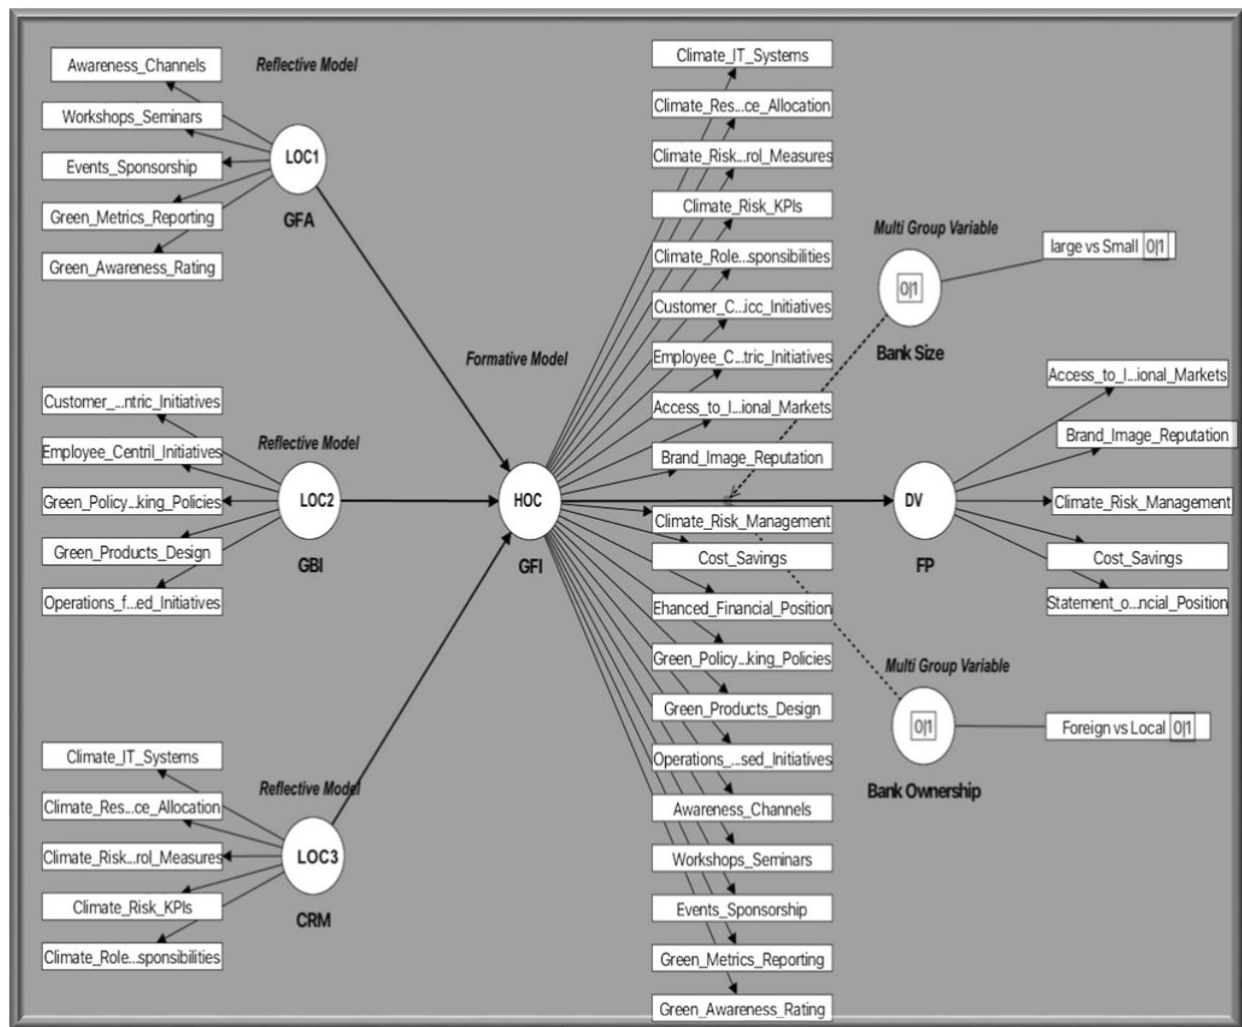 Awareness_Channels
Workshops_Seminars
Events_Sponsorship
Green_Metrics_Reporting
Green_Awareness_Rating
Reflective Model
LOC1
GFA
Customer_...ntric_Initiatives
Employee_Centril_Initiatives
Green_Policy...king_Policies
Green_Products_Design
Operations_f...ed_Initiatives
Reflective Model
LOC2
GBI
Climate_IT_Systems
Climate_Res...ce_Allocation
Climate_Risk...rol_Measures
Climate_Risk_KPIs
Climate_Role...sponsibilities
Reflective Model
LOC3
CRM
Formative Model
HOC
GFI
Climate_IT_Systems
Climate_Res...ce_Allocation
Climate_Risk...rol_Measures
Climate_Risk_KPIs
Climate_Role...sponsibilities
Customer_C...icc_Initiatives
Employee_C...tric_Initiatives
Access_to_I...ional_Markets
Brand_Image_Reputation
Climate_Risk_Management
Cost_Savings
Ehanced_Financial_Position
Green_Policy...king_Policies
Green_Products_Design
Operations_...sed_Initiatives
Awareness_Channels
Workshops_Seminars
Events_Sponsorship
Green_Metrics_Reporting
Green_Awareness_Rating
Multi Group Variable
0|1
Bank Size
large vs Small 0|1
DV
FP
Access_to_I...ional_Markets
Brand_Image_Reputation
Climate_Risk_Management
Cost_Savings
Statement_o...ncial_Position
Multi Group Variable
0|1
Bank Ownership
Foreign vs Local 0|1